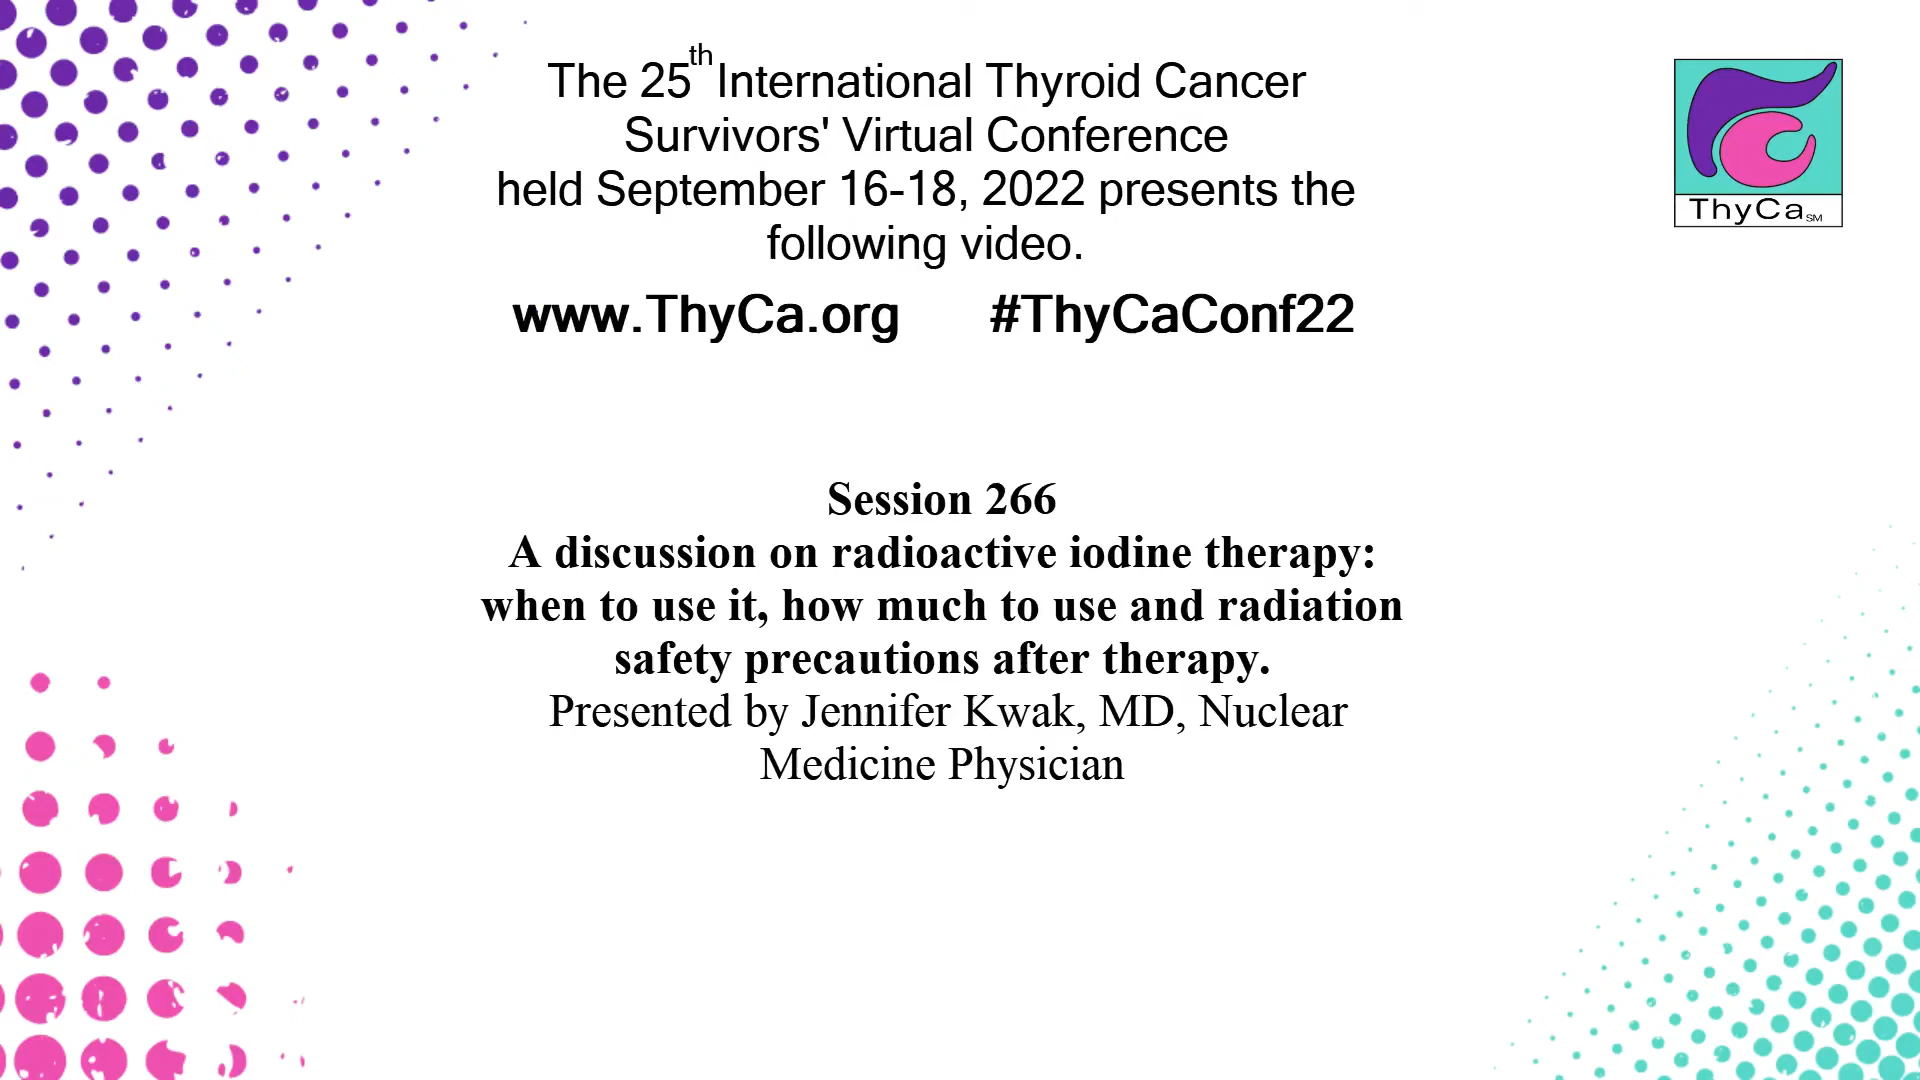 The 25th International Thyroid Cancer
Survivors' Virtual Conference
held September 16-18, 2022 presents the
following video.
www.ThyCa.org #ThyCaConf22
ThyCa SM
Session 266
A discussion on radioactive iodine therapy:
when to use it, how much to use and radiation
safety precautions after therapy.
Presented by Jennifer Kwak, MD, Nuclear
Medicine Physician